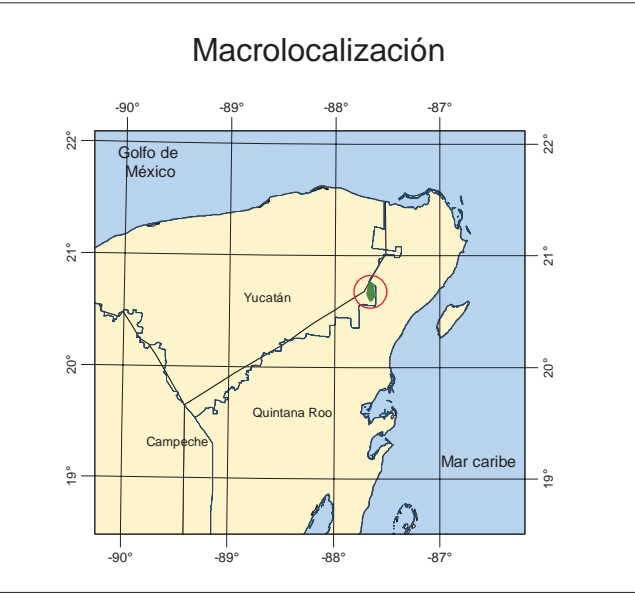 Macrolocalización
-90° -89° -88° -87°
22° 22°
Golfo de
México
21° 21°
Yucatán
20° 20°
Quintana Roo
Campeche
Mar caribe
19° 19°
-90° -89° -88° -87°